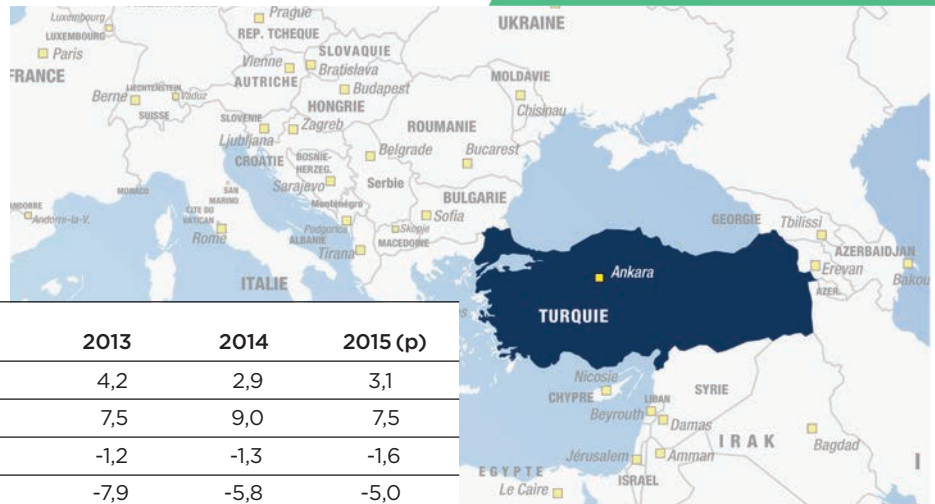 Prague
UKRAINE
Luxembourg
REP. TCHEQUE
LUXEMBOURG
SLOVAQUIE
Paris
Vienne
Bratislava
FRANCE
AUTRICHE
MOLDAVIE
LIECHTENSTEIN
Vaduz
Budapest
Berne
HONGRIE
Chisinau
SUISSE
SLOVENIE
Zagreb
ROUMANIE
Ljubljana
CROATIE
BOSNIE-
HERZEG.
Belgrade
Bucarest
Sarajevo
Serbie
MONACO
SAN
MARINO
BULGARIE
ANDORRE
Andorre-la-V.
CITE DU
VATICAN
Monténégro
Sofia
GEORGIE
Tbilissi
Rome
Podgorica
Skopje
ALBANIE
MACEDOINE
AZERBAIDJAN
Tirana
Erevan
Bakou
ITALIE
Ankara
AZER.
TURQUIE
2013 2014 2015 (p)
4,2 2,9 3,1
7,5 9,0 7,5
-1,2 -1,3 -1,6
-7,9 -5,8 -5,0
Nicosie
CHYPRE
SYRIE
LIBAN
Beyrouth
Damas
IRAK
Bagdad
Jérusalem
Amman
I
EGYPTE
ISRAEL
Le Caire